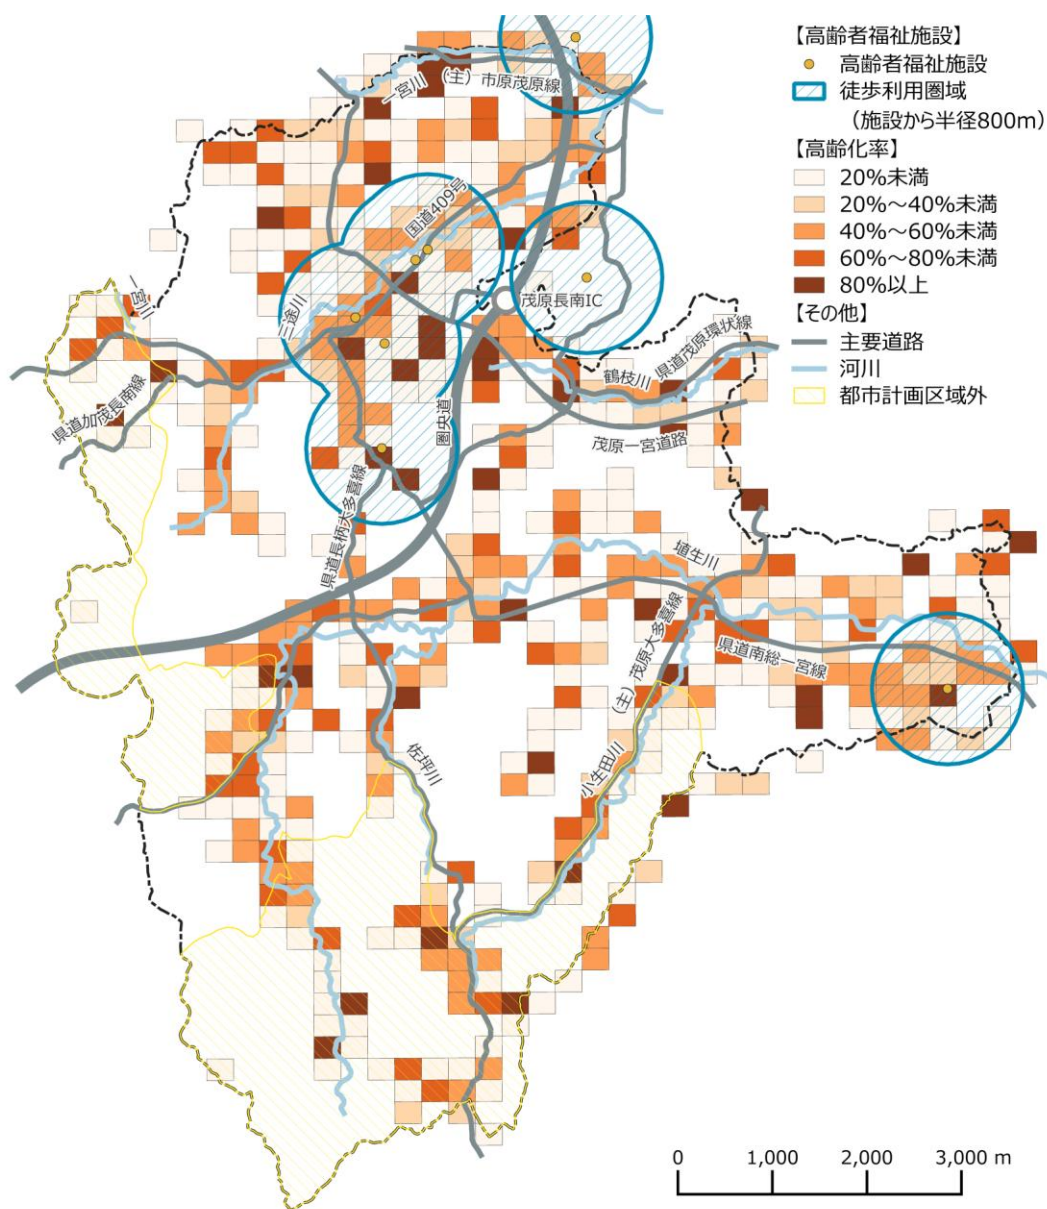 【高齢者福祉施設】
高齢者福祉施設
徒歩利用圏域
（施設から半径800m）
【高齢化率】
20%未満
20%～40%未満
40%～60%未満
60%～80%未満
80%以上
【その他】
主要道路
河川
都市計画区域外
一宮川
（主）市原茂原線
国道409号
一宮川
三途川
茂原長南IC
県道茂原環状線
鶴枝川
県道加茂長南線
圏央道
茂原一宮道路
県道長柄大多喜線
埴生川
（主）茂原大多喜線
県道南総一宮線
佐坪川
小生田川
0 1,000 2,000 3,000 m